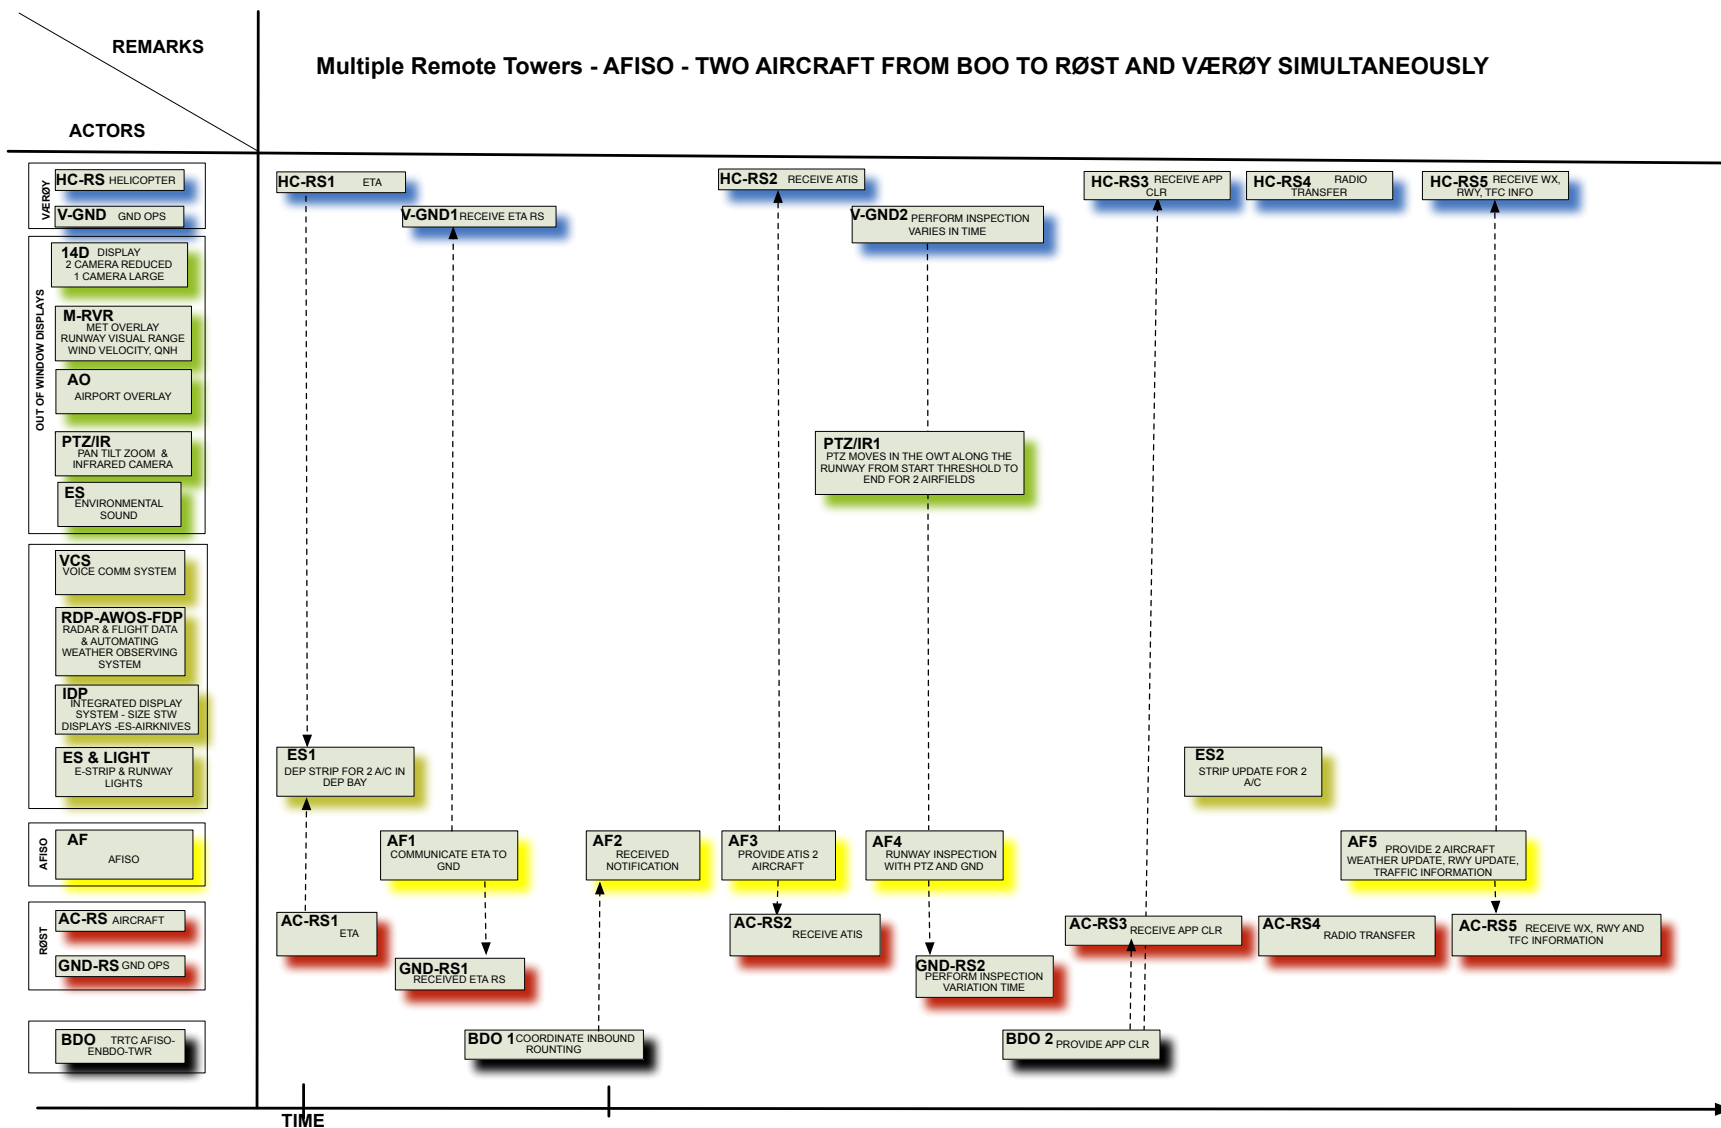 REMARKS
Multiple Remote Towers - AFISO - TWO AIRCRAFT FROM BOO TO RØST AND VÆRØY SIMULTANEOUSLY
ACTORS
VÆRØY
HC-RS HELICOPTER
V-GND GND OPS
OUT OF WINDOW DISPLAYS
14D DISPLAY
2 CAMERA REDUCED
1 CAMERA LARGE
M-RVR
MET OVERLAY
RUNWAY VISUAL RANGE
WIND VELOCITY, QNH
AO
AIRPORT OVERLAY
PTZ/IR
PAN TILT ZOOM &
INFRARED CAMERA
ES
ENVIRONMENTAL
SOUND
VCS
VOICE COMM SYSTEM
RDP-AWOS-FDP
RADAR & FLIGHT DATA
& AUTOMATING
WEATHER OBSERVING
SYSTEM
IDP
INTEGRATED DISPLAY
SYSTEM - SIZE STW
DISPLAYS -ES-AIRKNIVES
ES & LIGHT
E-STRIP & RUNWAY
LIGHTS
AFISO
AF
AFISO
RØST
AC-RS AIRCRAFT
GND-RS GND OPS
BDO TRTC AFISO-
ENBDO-TWR
HC-RS1 ETA
V-GND1 RECEIVE ETA RS
HC-RS2 RECEIVE ATIS
V-GND2 PERFORM INSPECTION
VARIES IN TIME
HC-RS3 RECEIVE APP
CLR
HC-RS4 RADIO
TRANSFER
HC-RS5 RECEIVE WX,
RWY, TFC INFO
PTZ/IR1
PTZ MOVES IN THE OWT ALONG THE
RUNWAY FROM START THRESHOLD TO
END FOR 2 AIRFIELDS
ES1
DEP STRIP FOR 2 A/C IN
DEP BAY
ES2
STRIP UPDATE FOR 2
A/C
AF1
COMMUNICATE ETA TO
GND
AF2
RECEIVED
NOTIFICATION
AF3
PROVIDE ATIS 2
AIRCRAFT
AF4
RUNWAY INSPECTION
WITH PTZ AND GND
AF5
PROVIDE 2 AIRCRAFT
WEATHER UPDATE, RWY UPDATE,
TRAFFIC INFORMATION
AC-RS1
ETA
GND-RS1
RECEIVED ETA RS
AC-RS2
RECEIVE ATIS
GND-RS2
PERFORM INSPECTION
VARIATION TIME
AC-RS3 RECEIVE APP CLR
AC-RS4
RADIO TRANSFER
AC-RS5 RECEIVE WX, RWY AND
TFC INFORMATION
BDO 1 COORDINATE INBOUND
ROUNTING
BDO 2 PROVIDE APP CLR
TIME